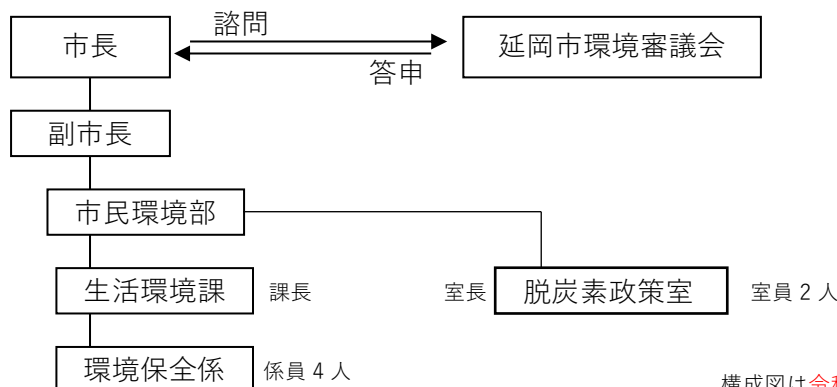 市長
諮問
答申
延岡市環境審議会
副市長
市民環境部
生活環境課 課長
室長 脱炭素政策室 室員 2 人
環境保全係 係員 4 人
構成図は令